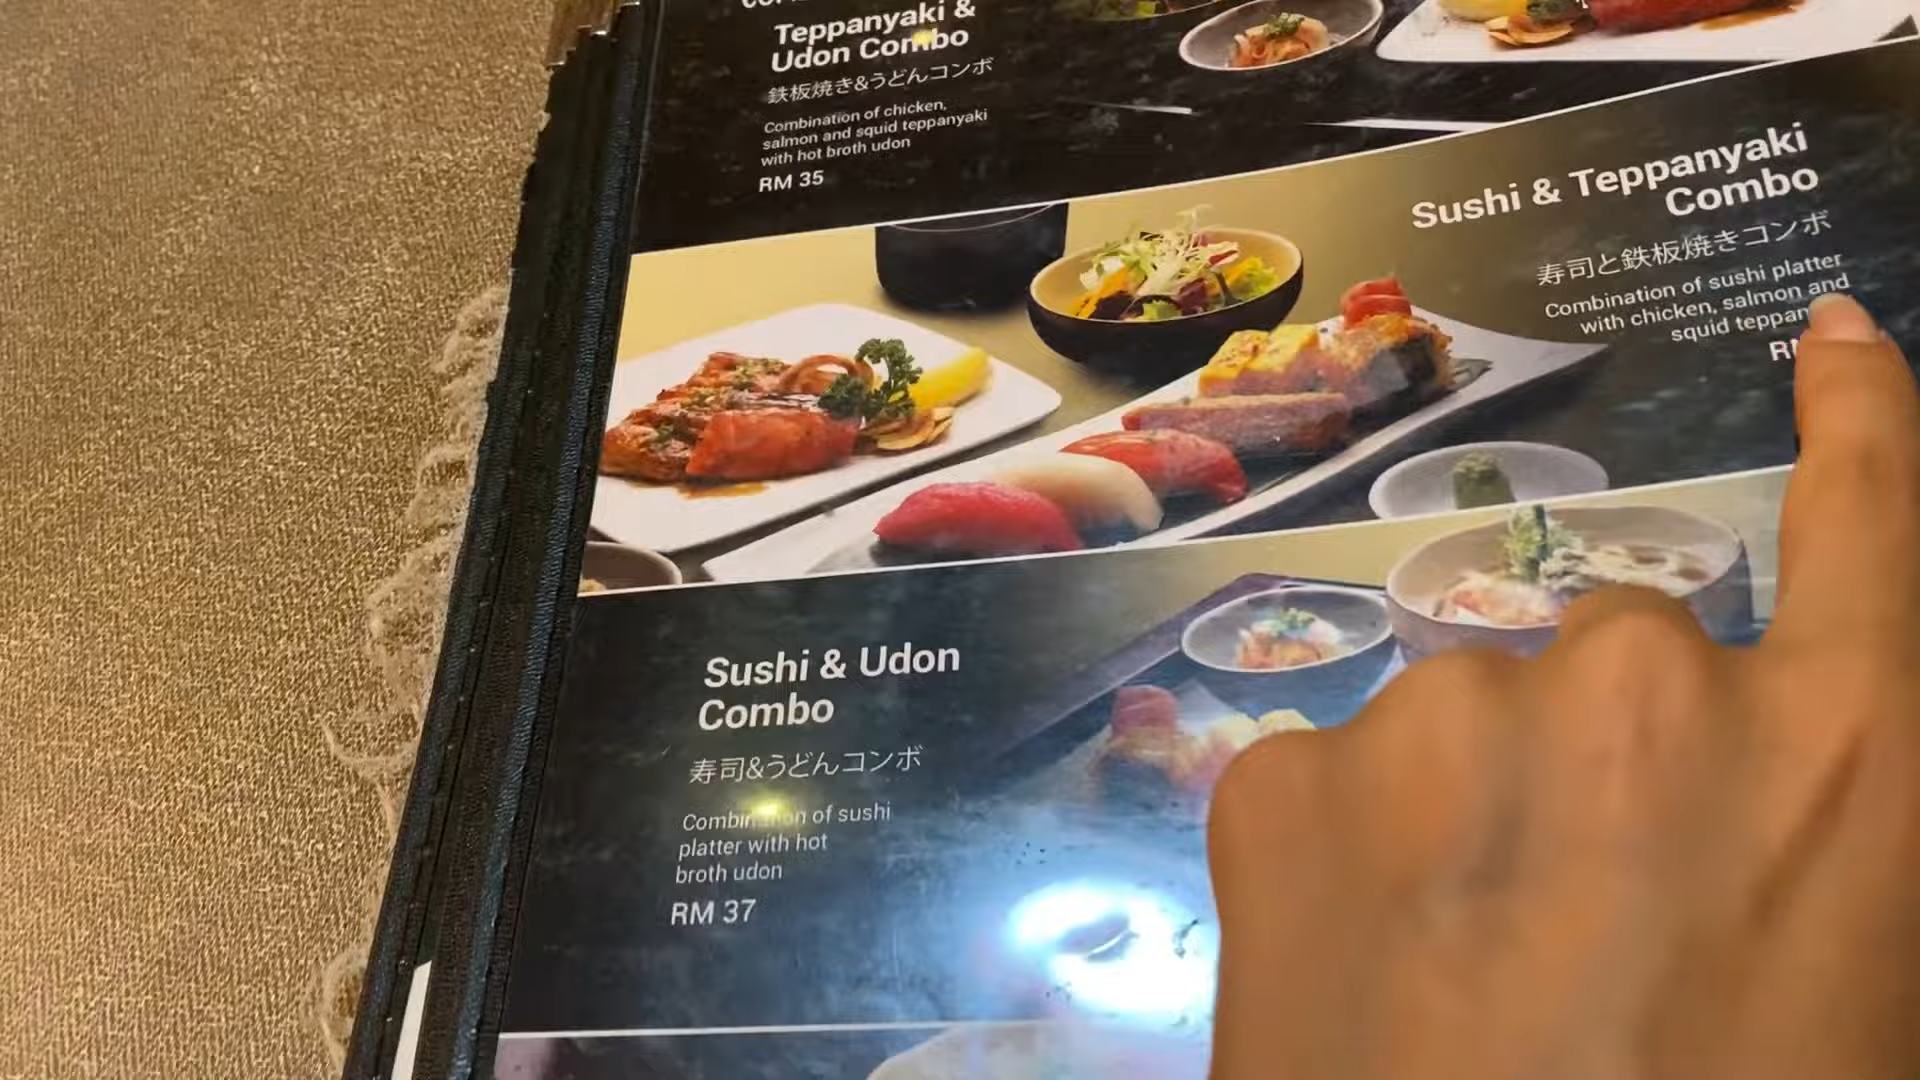 Teppanyaki &
Udon Combo
鉄板焼き&うどんコンボ
Combination of chicken,
salmon and squid teppanyaki
with hot broth udon
RM 35
Sushi & Teppanyaki
Combo
寿司と鉄板焼きコンボ
Combination of sushi platter
with chicken, salmon and
squid
Sushi & Udon
Combo
寿司&うどんコンボ
Combination of sushi
platter with hot
broth udon
RM 37